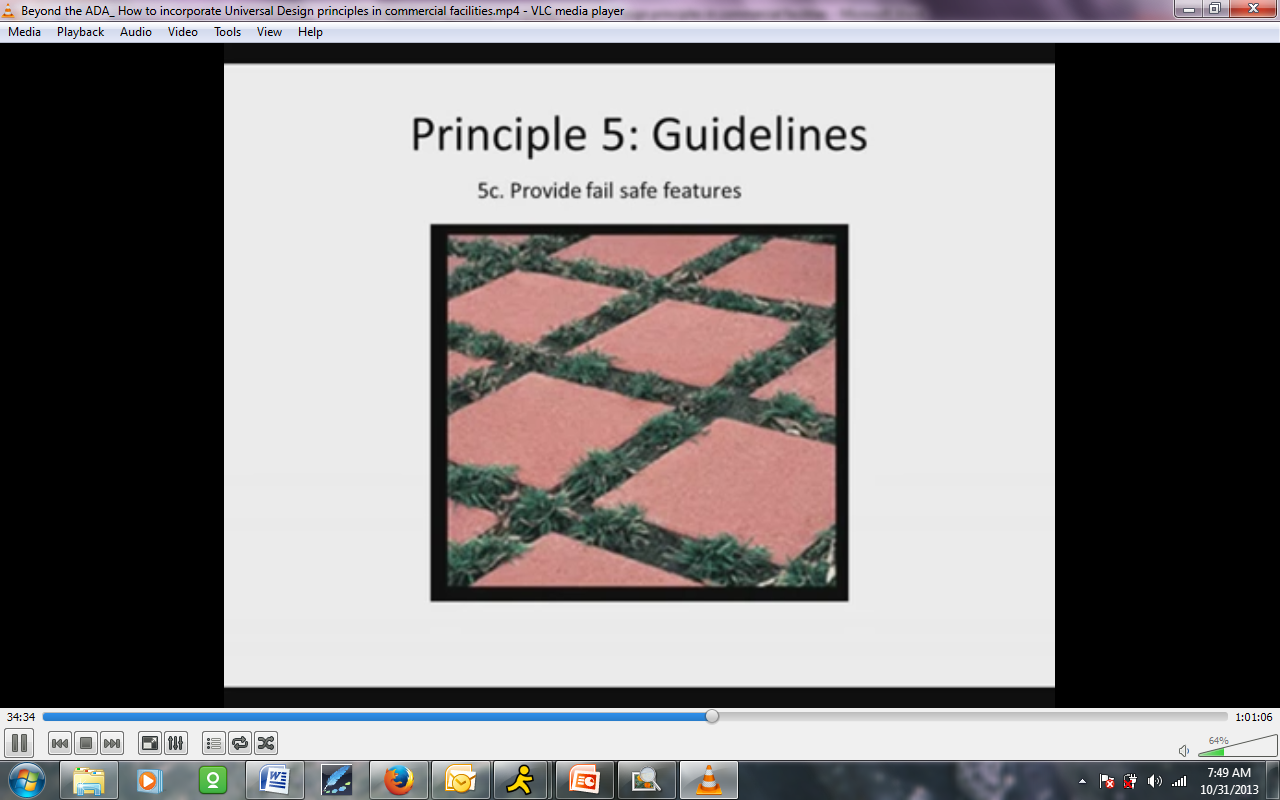 Beyond the ADA_ How to incorporate Universal Design principles in commercial facilities.mp4 - VLC media player
Media Playback Audio Video Tools View Help
Principle 5: Guidelines
5c. Provide fail safe features
34:34
1:01:06
64%
7:49 AM
10/31/2013